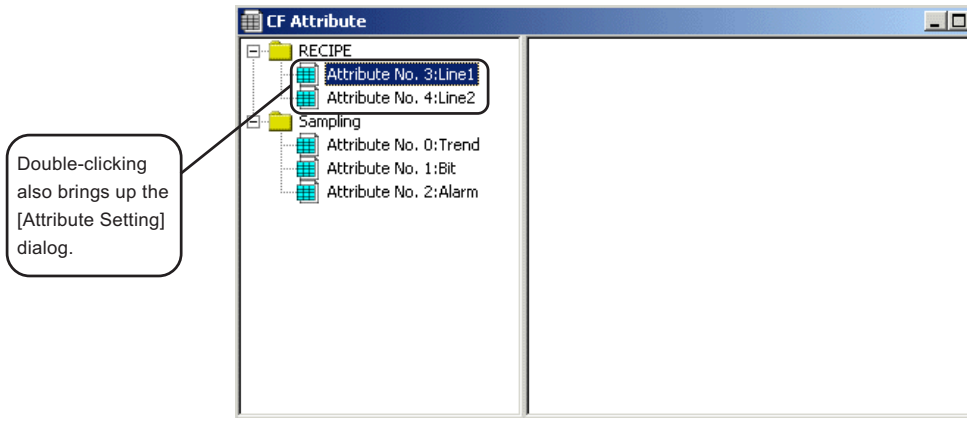 CF Attribute
RECIPE
Attribute No. 3:Line1
Attribute No. 4:Line2
Sampling
Attribute No. 0:Trend
Attribute No. 1:Bit
Attribute No. 2:Alarm
Double-clicking
also brings up the
[Attribute Setting]
dialog.